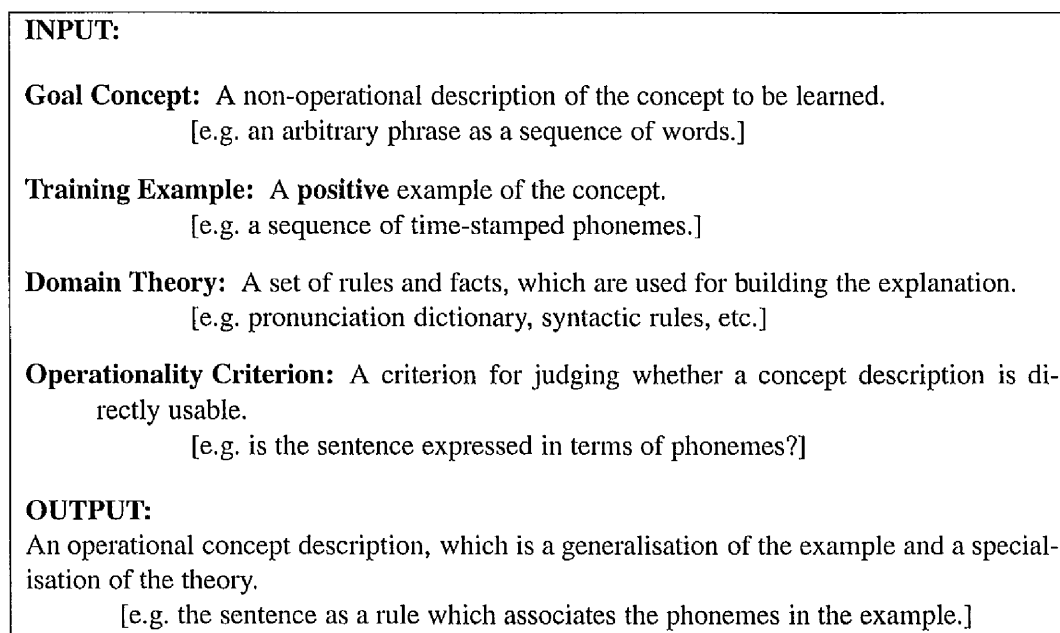 INPUT:
Goal Concept: A non-operational description of the concept to be learned.
[e.g. an arbitrary phrase as a sequence of words.]
Training Example: A positive example of the concept.
[e.g. a sequence of time-stamped phonemes.]
Domain Theory: A set of rules and facts, which are used for building the explanation.
[e.g. pronunciation dictionary, syntactic rules, etc.]
Operationality Criterion: A criterion for judging whether a concept description is di-
rectly usable.
[e.g. is the sentence expressed in terms of phonemes?]
OUTPUT:
An operational concept description, which is a generalisation of the example and a special-
isation of the theory.
[e.g. the sentence as a rule which associates the phonemes in the example.]